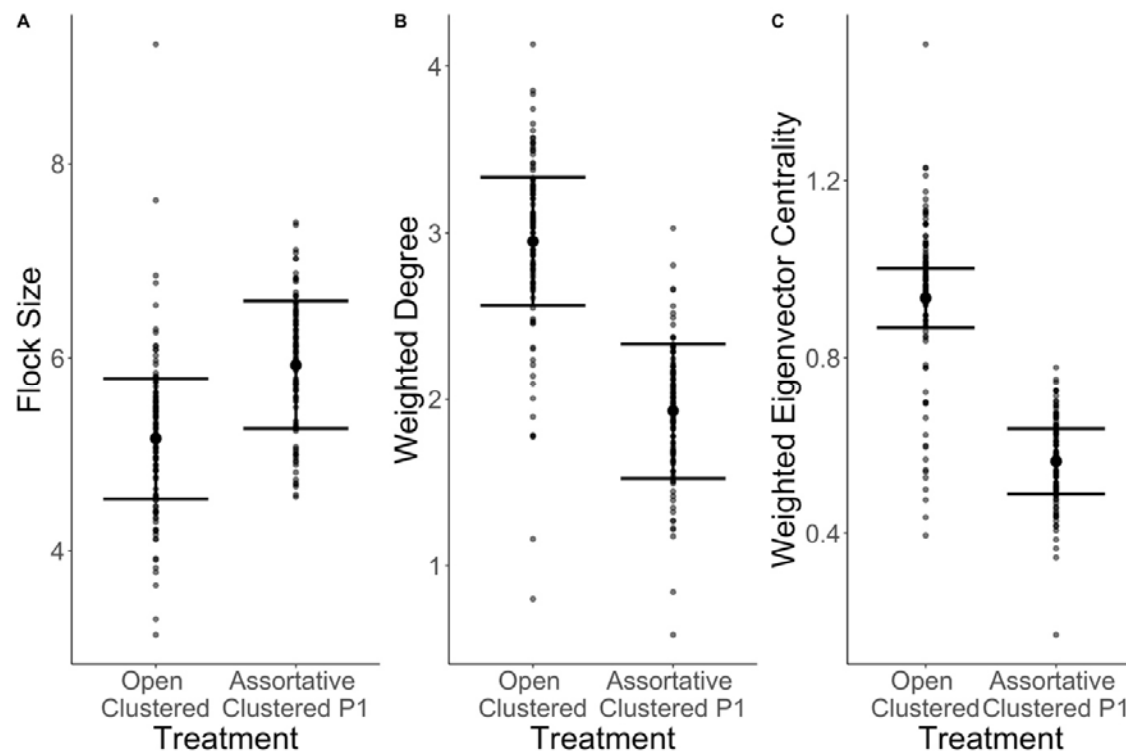 A
Flock Size
8
6
4
Open
Clustered
Assortative
Clustered P1
Treatment
B
Weighted Degree
4
3
2
1
Open
Clustered
Assortative
Clustered P1
Treatment
C
Weighted Eigenvector Centrality
1.2
0.8
0.4
Open
Clustered
Assortative
Clustered P1
Treatment